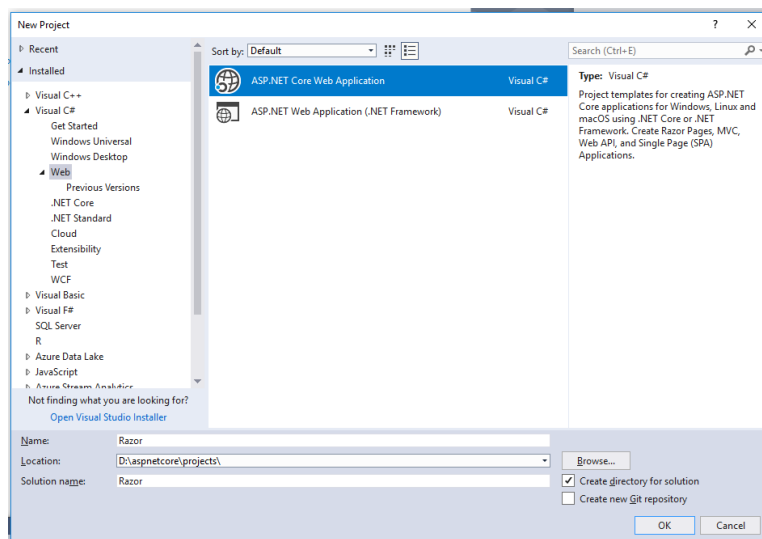 New Project
Recent
Installed
Visual C++
Visual C#
Get Started
Windows Universal
Windows Desktop
Web
Previous Versions
.NET Core
.NET Standard
Cloud
Extensibility
Test
WCF
Visual Basic
Visual F#
SQL Server
R
Azure Data Lake
JavaScript
Azure Stream Analytics
Not finding what you are looking for?
Open Visual Studio Installer
Sort by: Default
ASP.NET Core Web Application Visual C#
ASP.NET Web Application (.NET Framework) Visual C#
Search (Ctrl+E)
Type: Visual C#
Project templates for creating ASP.NET
Core applications for Windows, Linux and
macOS using .NET Core or .NET
Framework. Create Razor Pages, MVC,
Web API, and Single Page (SPA)
Applications.
Name: Razor
Location: D:\aspnetcore\projects\
Solution name: Razor
Browse...
Create directory for solution
Create new Git repository
OK Cancel